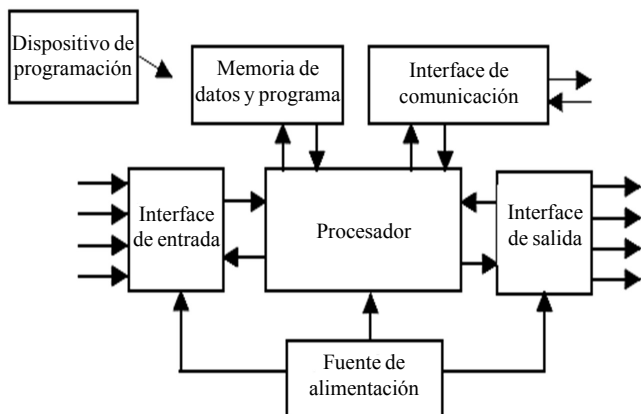 Dispositivo de
programación
Memoria de
datos y programa
Interface de
comunicación
Interface
de entrada
Procesador
Interface
de salida
Fuente de
alimentación